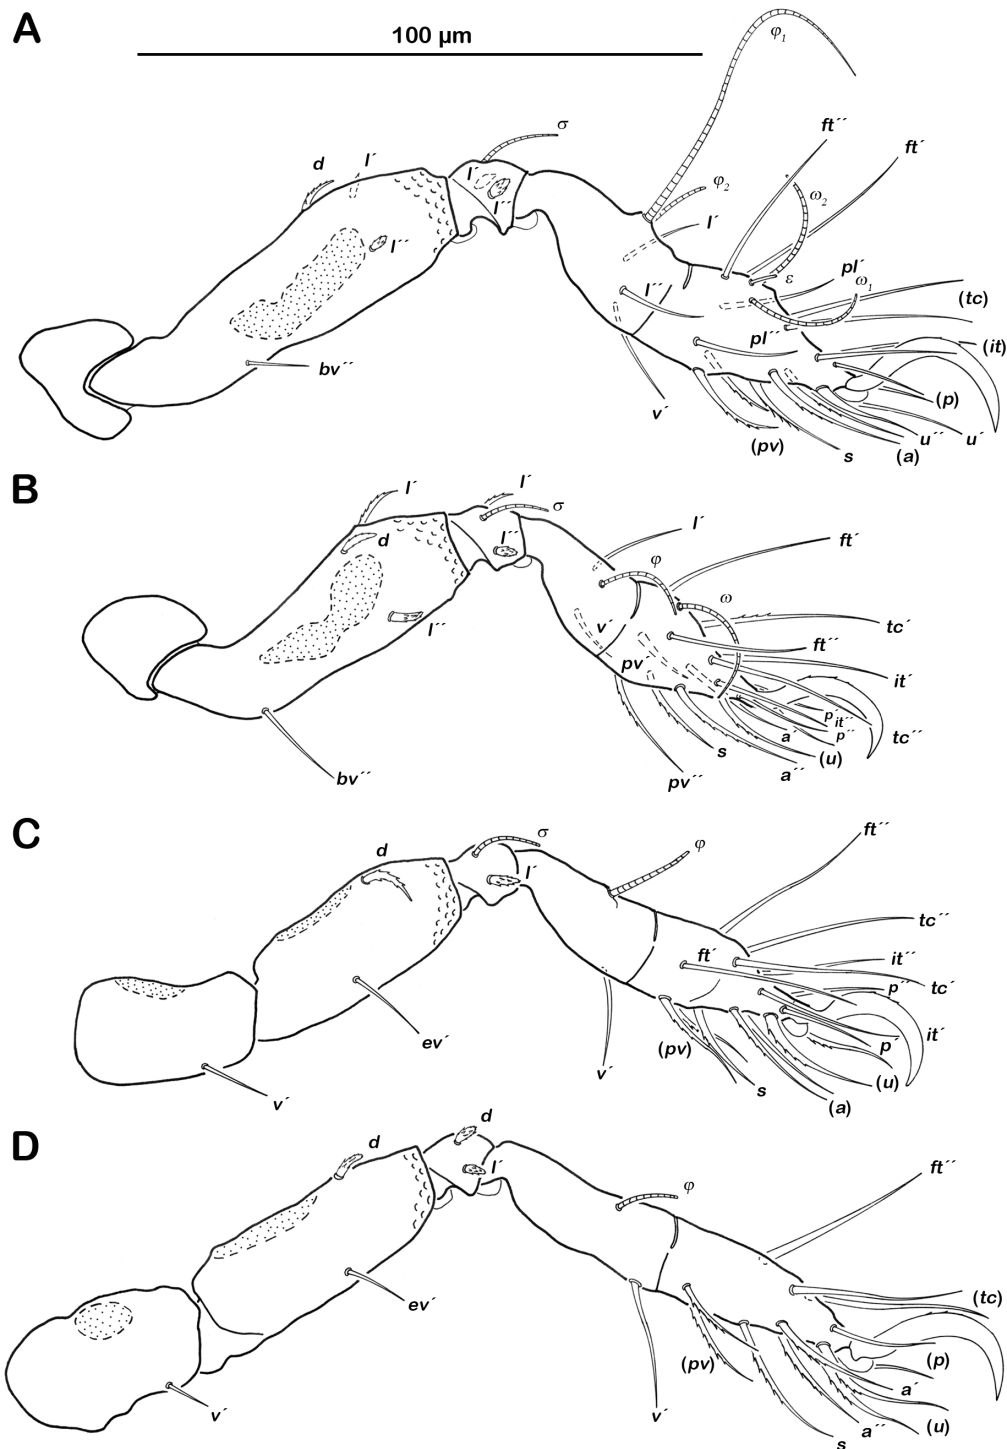 A
100 µm
φ1
ft´´
ft´
σ
d
l´
l´
l´´
φ2
ω2
l´
l´´
pl´
ε
ω1
(tc)
l´´
pl´´
(it)
bv´´
(p)
v´
(pv)
s
(a)
u´´
u´
B
l´
l´
σ
d
l´´
l´
ft´
φ
ω
l´´
v´
tc´
ft´´
pv´
it´
p´
it´´
p´´
a´
tc´´
(u)
s
a´´
pv´´
bv´´
C
σ
d
l´
φ
ft´´
tc´´
ft´
it´´
tc´
p´´
ev´
it´
p´
(pv)
v´
s
(u)
(a)
v´
D
d
d
l´
φ
ft´´
ev´
(tc)
(p)
(pv)
a´
v´
v´
(u)
a´´
s